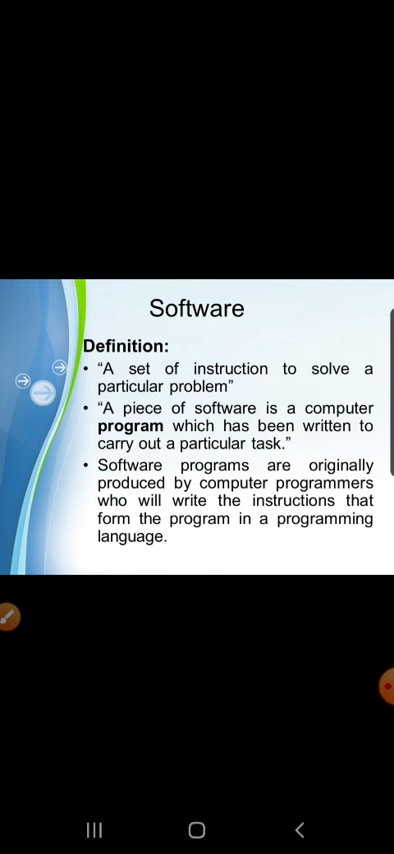 Software
Definition:
• “A set of instruction to solve a
particular problem”
• “A piece of software is a computer
program which has been written to
carry out a particular task.”
• Software programs are originally
produced by computer programmers
who will write the instructions that
form the program in a programming
language.